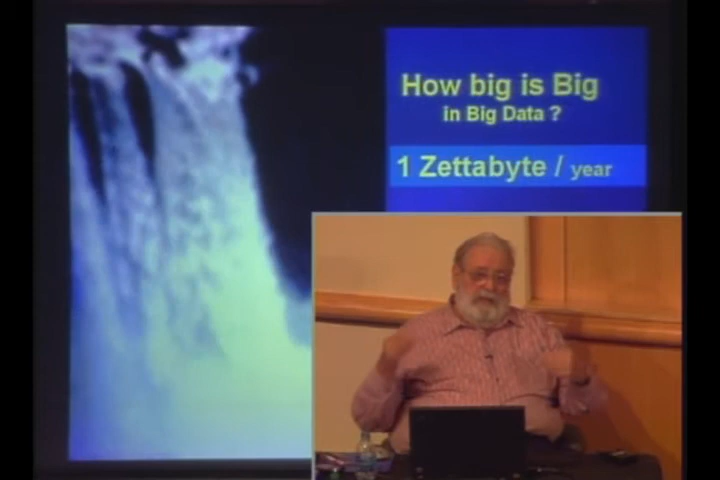 How big is Big
in Big Data ?
1 Zettabyte / year